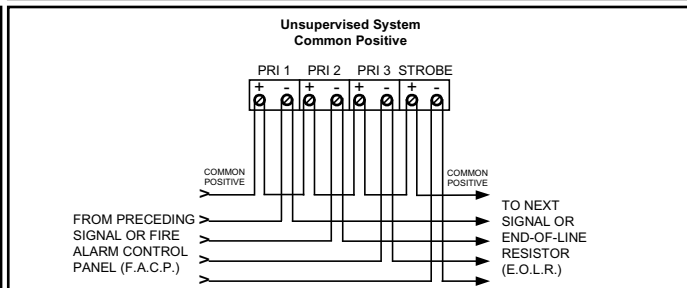 Unsupervised System
Common Positive
PRI 1 PRI 2 PRI 3 STROBE
+ - + - + - + -
COMMON
POSITIVE
COMMON
POSITIVE
FROM PRECEDING
SIGNAL OR FIRE
ALARM CONTROL
PANEL (F.A.C.P.)
TO NEXT
SIGNAL OR
END-OF-LINE
RESISTOR
(E.O.L.R.)